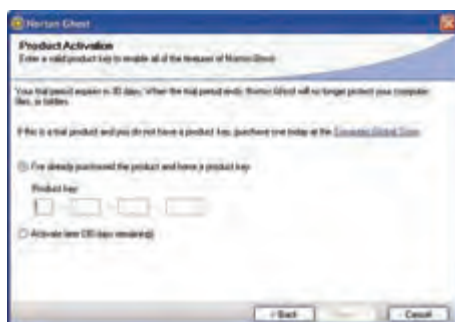 Norton Ghost
Product Activation
Enter a valid product key to enable all of the features of Norton Ghost
Your trial period expires in 30 days. When the trial period ends, Norton Ghost will no longer protect your computer
files, or folders.
If this is a trial product and you do not have a product key, purchase one today at the Symantec Global Store
I've already purchased the product and have a product key
Product key:
Activate later (30 days remaining)
< Back
Cancel